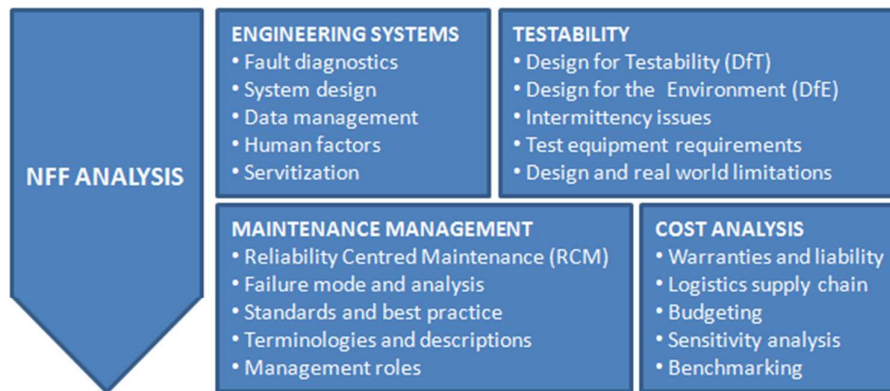 NFF ANALYSIS
ENGINEERING SYSTEMS
• Fault diagnostics
• System design
• Data management
• Human factors
• Servitization
TESTABILITY
• Design for Testability (DfT)
• Design for the Environment (DfE)
• Intermittency issues
• Test equipment requirements
• Design and real world limitations
MAINTENANCE MANAGEMENT
• Reliability Centred Maintenance (RCM)
• Failure mode and analysis
• Standards and best practice
• Terminologies and descriptions
• Management roles
COST ANALYSIS
• Warranties and liability
• Logistics supply chain
• Budgeting
• Sensitivity analysis
• Benchmarking